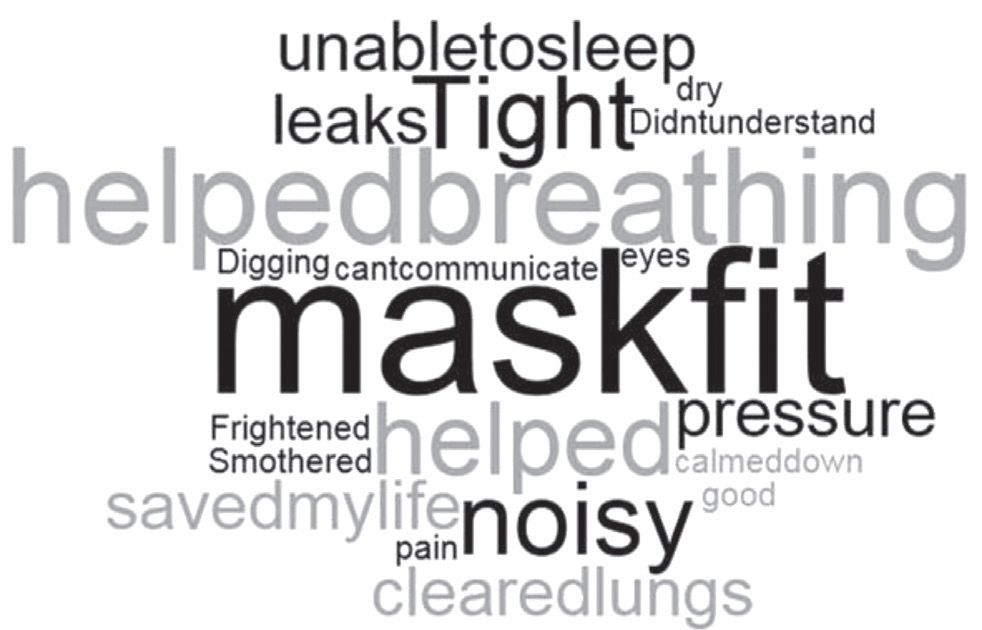 unabletosleep
dry
leaks Tight Didntunderstand
helpedbreathing
Digging cantcommunicate eyes
maskfit
Frightened helped pressure
Smothered calmeddown
savedmylife noisy good
pain
clearedlungs